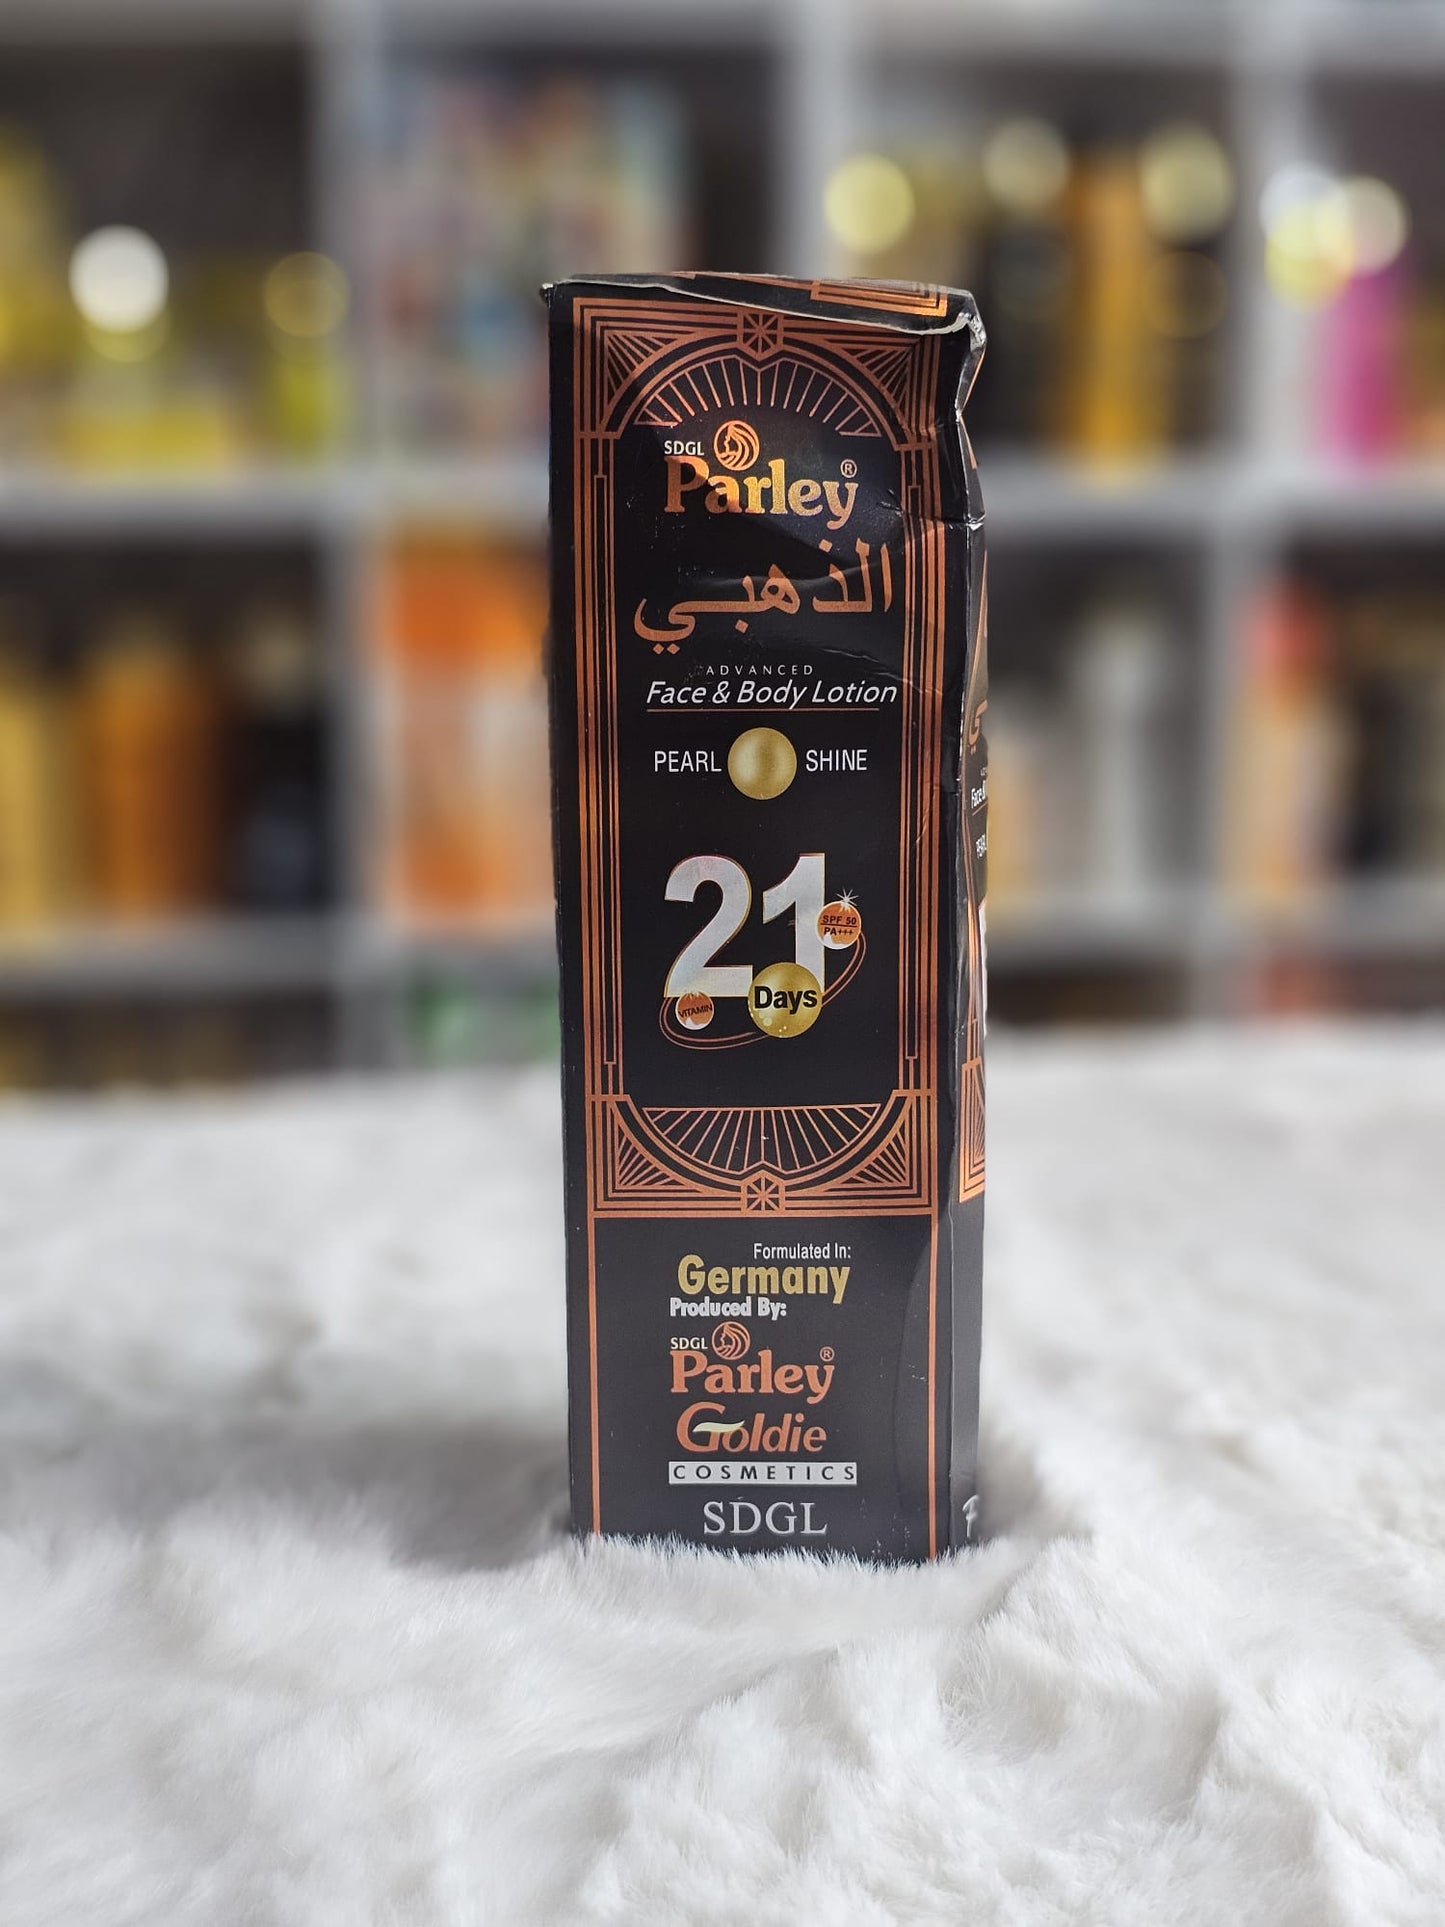 SDGL
Parley®
الذهبي
ADVANCED
Face & Body Lotion
PEARL SHINE
21
SPF 50
PA+++
Days
VITAMIN
Formulated In:
Germany
Produced By:
SDGL
Parley®
Goldie
COSMETICS
SDGL